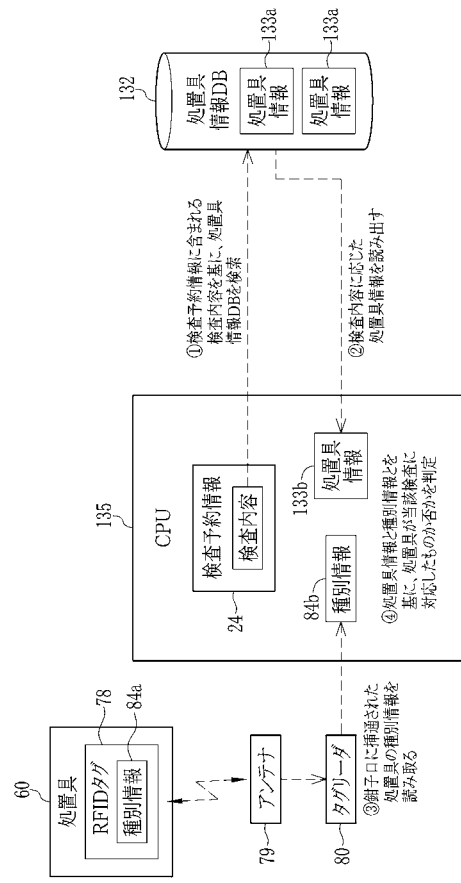 60
処置具
78
RFIDタグ
84a
種別情報
79
アンテナ
80
タグリーダ
③鉗子口に挿通された
処置具の種別情報を
読み取る
135
CPU
検査予約情報
検査内容
24
84b
種別情報
133b
処置具
情報
④処置具情報と種別情報とを
基に、処置具が当該検査に
対応したものか否かを判定
①検査予約情報に含まれる
検査内容を基に、処置具
情報DBを検索
②検査内容に応じた
処置具情報を読み出す
132
処置具
情報DB
133a
処置具
情報
133a
処置具
情報